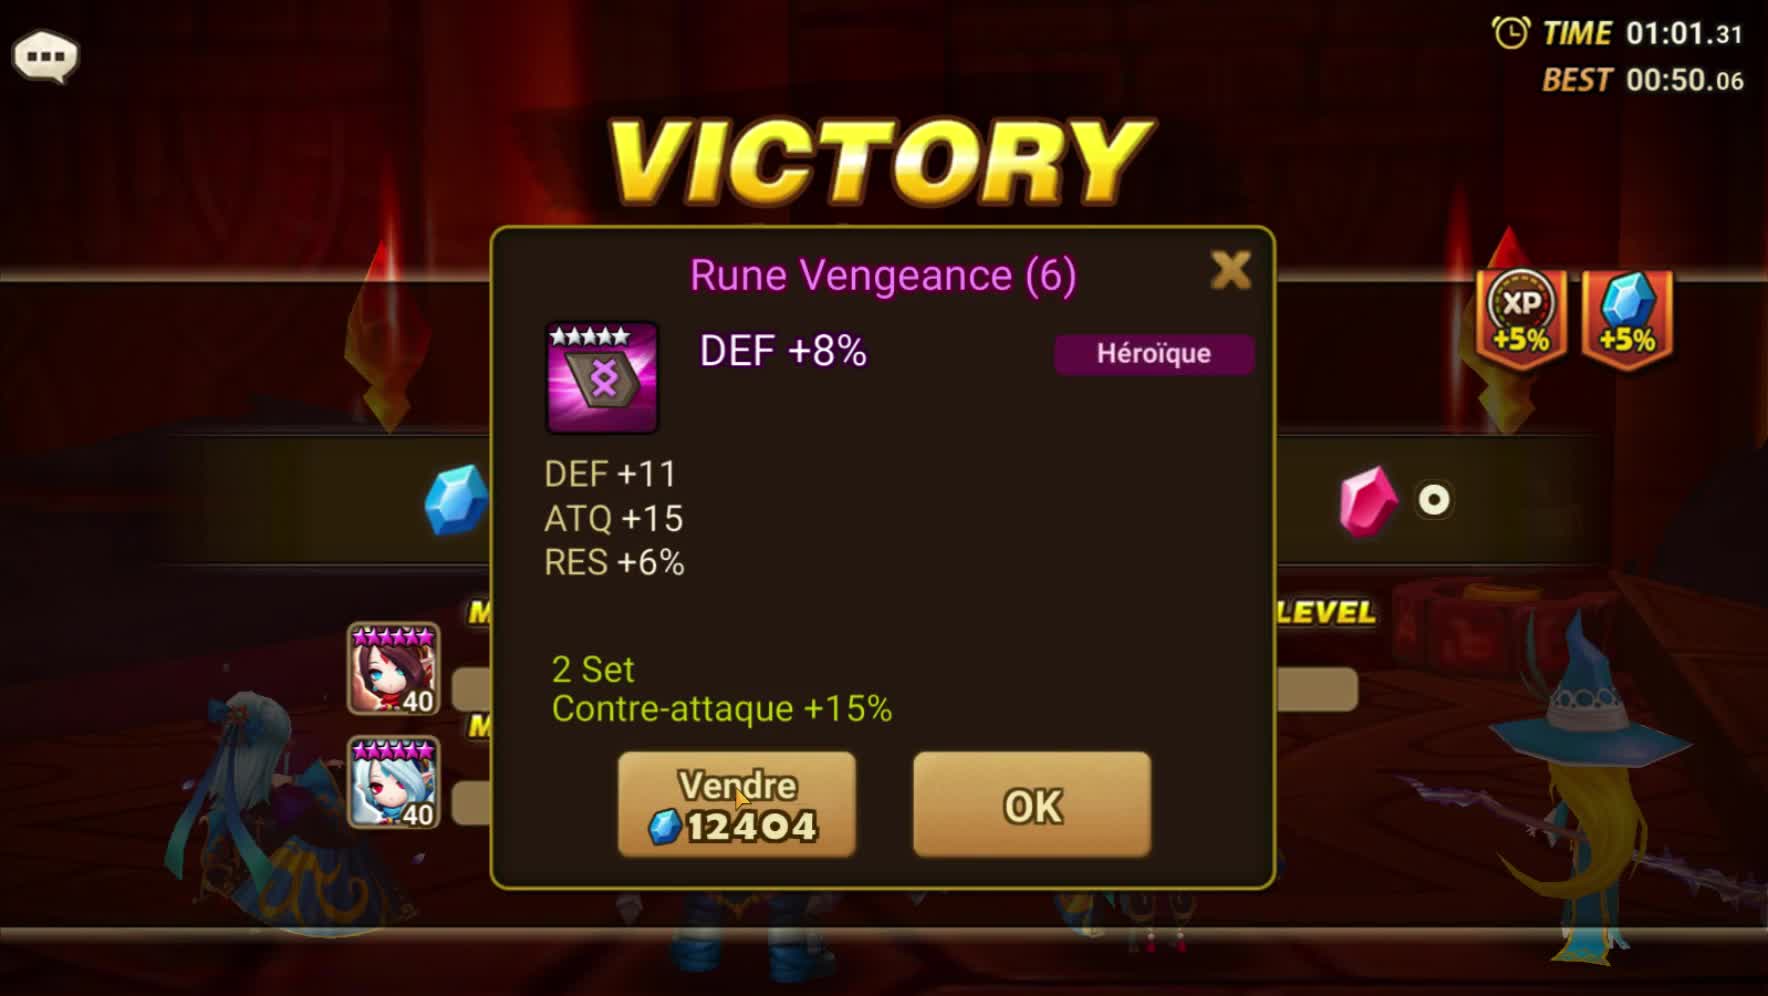 TIME 01:01.31
BEST 00:50.06
VICTORY
Rune Vengeance (6)
DEF +8%
Héroïque
XP
+5%
+5%
DEF +11
ATQ +15
RES +6%
0
M
LEVEL
40
2 Set
Contre-attaque +15%
M
40
Vendre
12404
OK